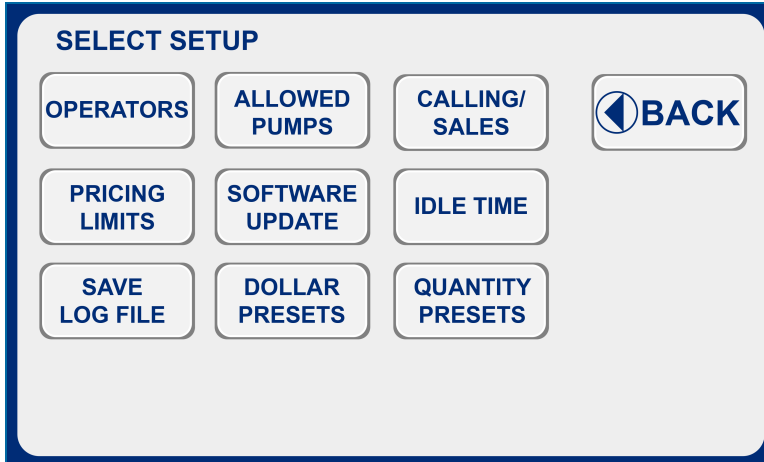 SELECT SETUP
OPERATORS
ALLOWED
PUMPS
CALLING/
SALES
BACK
PRICING
LIMITS
SOFTWARE
UPDATE
IDLE TIME
SAVE
LOG FILE
DOLLAR
PRESETS
QUANTITY
PRESETS